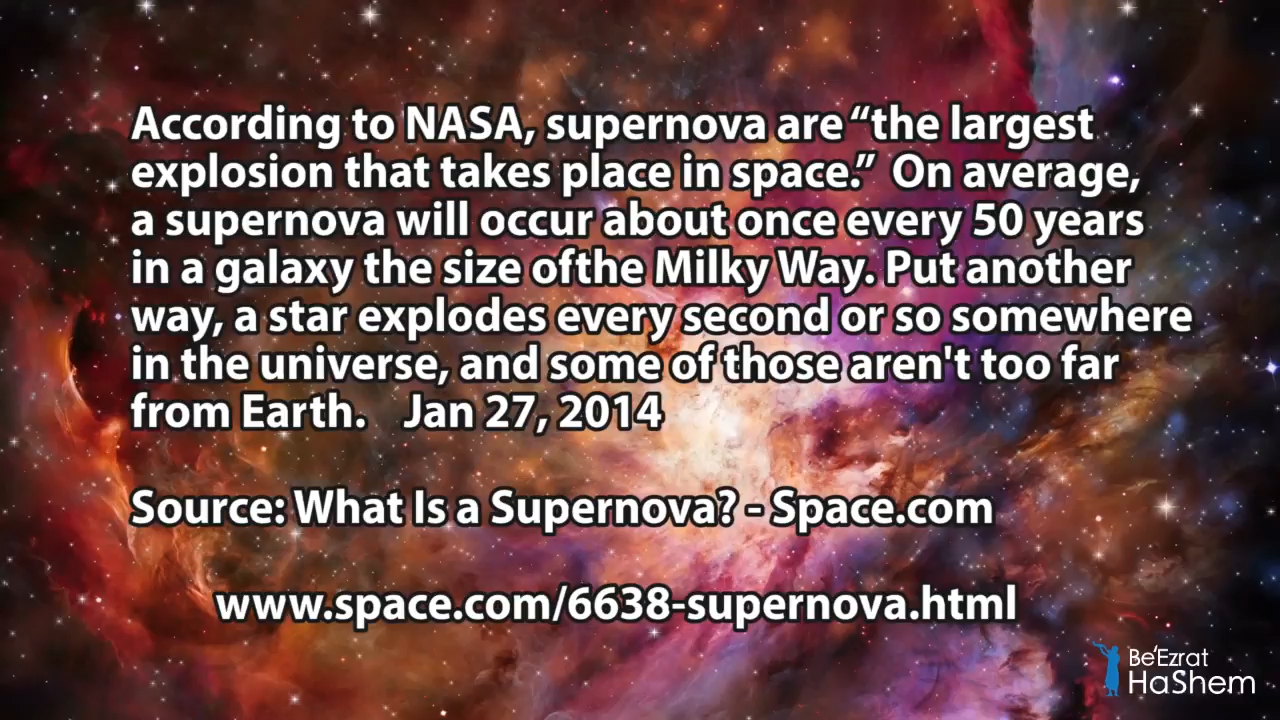 According to NASA, supernova are “the largest
explosion that takes place in space.” On average,
a supernova will occur about once every 50 years
in a galaxy the size ofthe Milky Way. Put another
way, a star explodes every second or so somewhere
in the universe, and some of those aren't too far
from Earth. Jan 27, 2014
Source: What Is a Supernova? - Space.com
www.space.com/6638-supernova.html
Be'Ezrat
HaShem